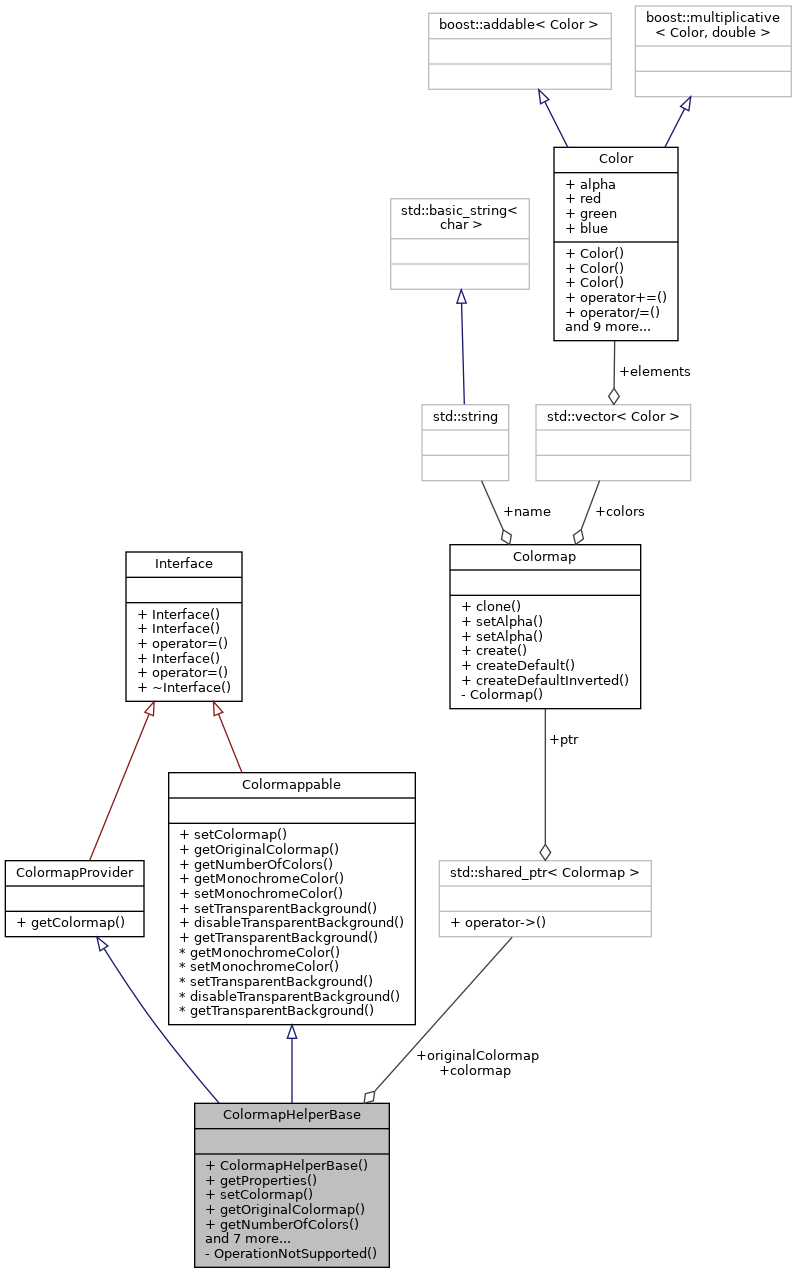 boost::addable< Color >
boost::multiplicative
< Color, double >
Color
+ alpha
+ red
+ green
+ blue
+ Color()
+ Color()
+ Color()
+ operator+=()
+ operator/=()
and 9 more...
std::basic_string<
char >
+elements
std::string
std::vector< Color >
+name
+colors
Colormap
+ clone()
+ setAlpha()
+ setAlpha()
+ create()
+ createDefault()
+ createDefaultInverted()
- Colormap()
Interface
+ Interface()
+ Interface()
+ operator=()
+ Interface()
+ operator=()
+ ~Interface()
+ptr
Colormappable
+ setColormap()
+ getOriginalColormap()
+ getNumberOfColors()
+ getMonochromeColor()
+ setMonochromeColor()
+ setTransparentBackground()
+ disableTransparentBackground()
+ getTransparentBackground()
* getMonochromeColor()
* setMonochromeColor()
* setTransparentBackground()
* disableTransparentBackground()
* getTransparentBackground()
ColormapProvider
+ getColormap()
std::shared_ptr< Colormap >
+ operator->()
+originalColormap
+colormap
ColormapHelperBase
+ ColormapHelperBase()
+ getProperties()
+ setColormap()
+ getOriginalColormap()
+ getNumberOfColors()
and 7 more...
- OperationNotSupported()